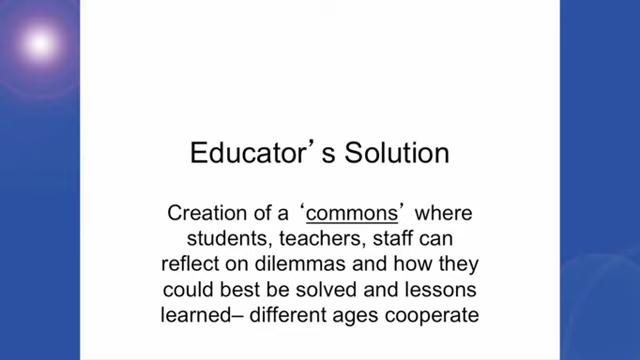 Educator’s Solution
Creation of a ‘commons’ where
students, teachers, staff can
reflect on dilemmas and how they
could best be solved and lessons
learned– different ages cooperate